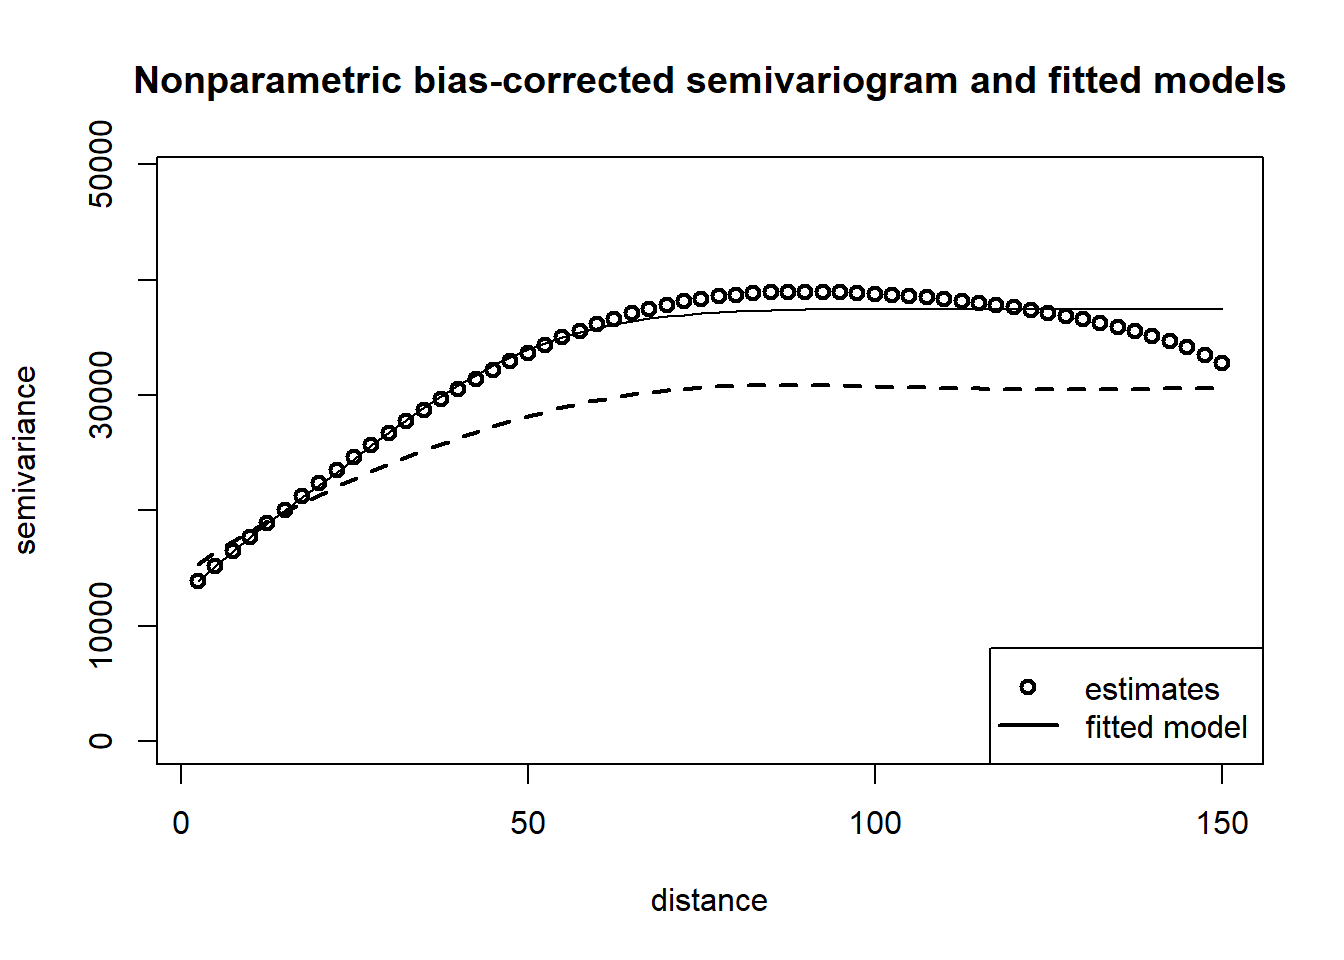 Nonparametric bias-corrected semivariogram and fitted models
semivariance
50000
30000
10000
0
estimates
fitted model
0 50 100 150
distance